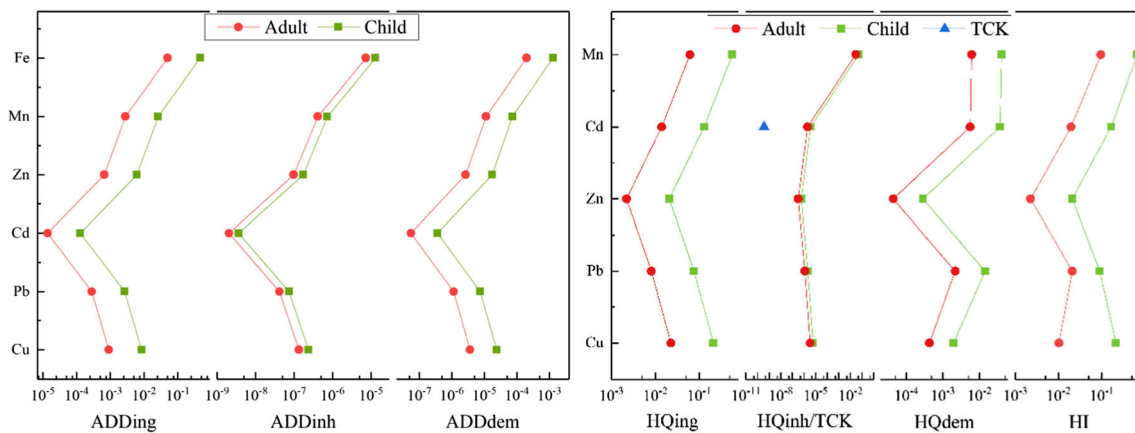 Adult Child
Fe
Mn
Zn
Cd
Pb
Cu
10⁻⁵ 10⁻⁴ 10⁻³ 10⁻² 10⁻¹ 10⁻⁹ 10⁻⁸ 10⁻⁷ 10⁻⁶ 10⁻⁵ 10⁻⁷ 10⁻⁶ 10⁻⁵ 10⁻⁴ 10⁻³
ADDing ADDinh ADDdem
Adult Child TCK
Mn
Cd
Zn
Pb
Cu
10⁻³ 10⁻² 10⁻¹ 10⁻¹¹ 10⁻⁸ 10⁻⁵ 10⁻² 10⁻⁴ 10⁻² 10⁻³ 10⁻² 10⁻¹
HQing HQinh/TCK HQdem HI